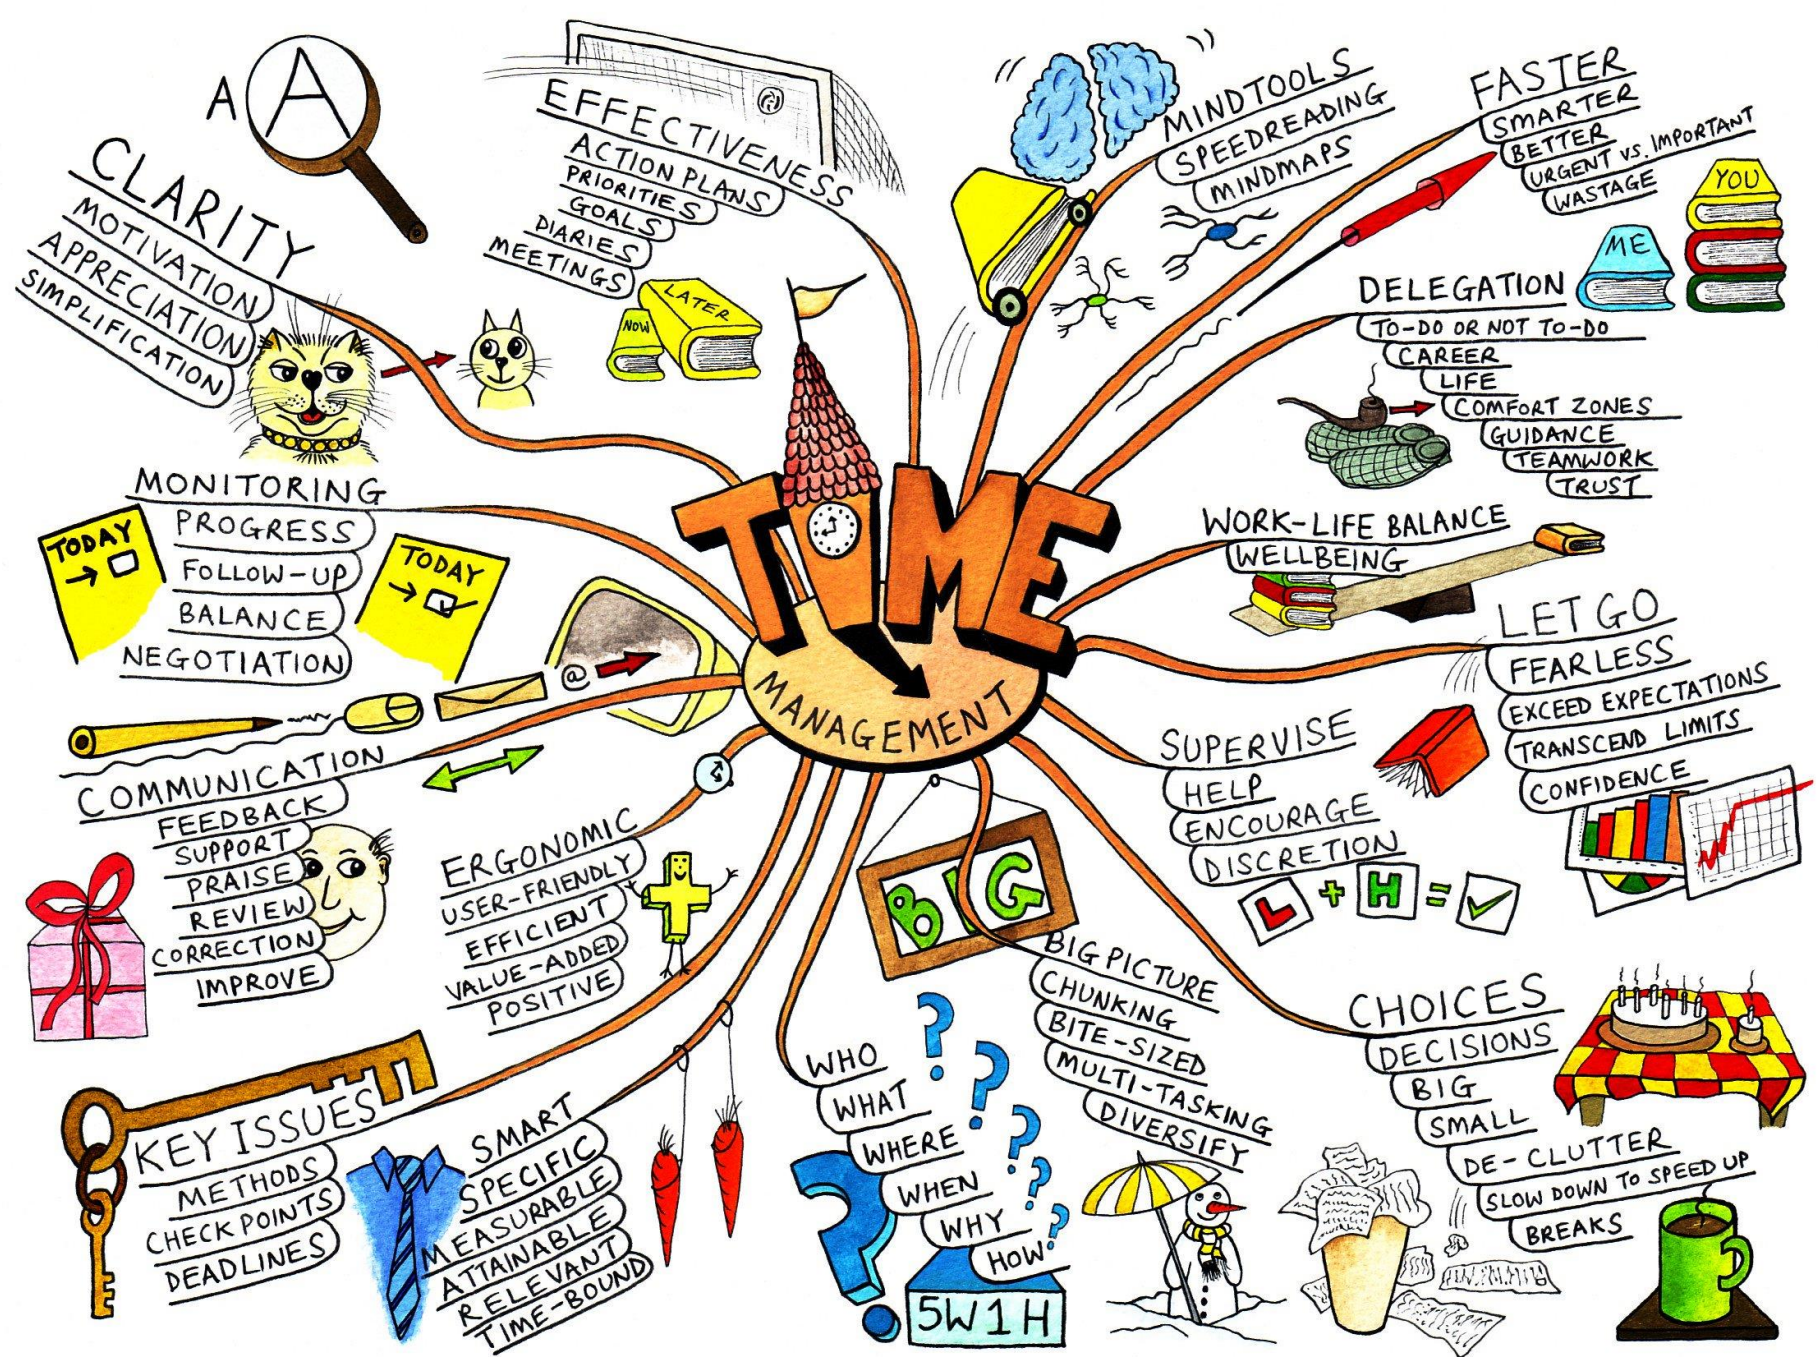 A
A
CLARITY
MOTIVATION
APPRECIATION
SIMPLIFICATION
EFFECTIVENESS
ACTION PLANS
PRIORITIES
GOALS
DIARIES
MEETINGS
NOW
LATER
MINDTOOLS
SPEEDREADING
MINDMAPS
FASTER
SMARTER
BETTER
URGENT VS. IMPORTANT
WASTAGE
YOU
ME
DELEGATION
TO-DO OR NOT TO-DO
CAREER
LIFE
COMFORT ZONES
GUIDANCE
TEAMWORK
TRUST
MONITORING
PROGRESS
FOLLOW-UP
BALANCE
NEGOTIATION
TODAY
TODAY
TIME
MANAGEMENT
WORK-LIFE BALANCE
WELLBEING
LET GO
FEARLESS
EXCEED EXPECTATIONS
TRANSCEND LIMITS
CONFIDENCE
@
COMMUNICATION
FEEDBACK
SUPPORT
PRAISE
REVIEW
CORRECTION
IMPROVE
ERGONOMIC
USER-FRIENDLY
EFFICIENT
VALUE-ADDED
POSITIVE
SUPERVISE
HELP
ENCOURAGE
DISCRETION
L + H = ✓
BIG
BIG PICTURE
CHUNKING
BITE-SIZED
MULTI-TASKING
DIVERSIFY
CHOICES
DECISIONS
BIG
SMALL
DE-CLUTTER
SLOW DOWN TO SPEED UP
BREAKS
KEY ISSUES
METHODS
CHECKPOINTS
DEADLINES
SMART
SPECIFIC
MEASURABLE
ATTAINABLE
RELEVANT
TIME-BOUND
WHO
WHAT
WHERE
WHEN
WHY
HOW
? ? ? ? ? ?
5W1H